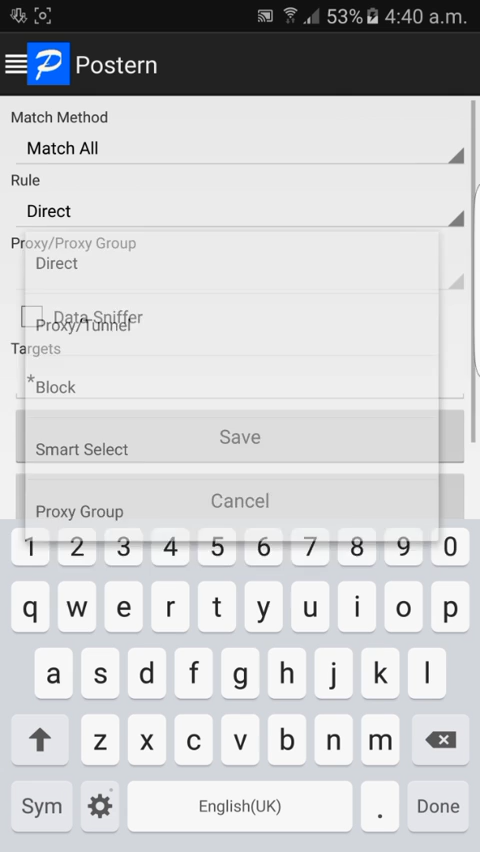 53% 4:40 a.m.
P Postern
Match Method
Match All
Rule
Direct
Proxy/Proxy Group
Direct
Data Sniffer
Proxy/Tunnel
Targets
*
Block
Save
Smart Select
Cancel
Proxy Group
1 2 3 4 5 6 7 8 9 0
q w e r t y u i o p
a s d f g h j k l
z x c v b n m
Sym English(UK) . Done